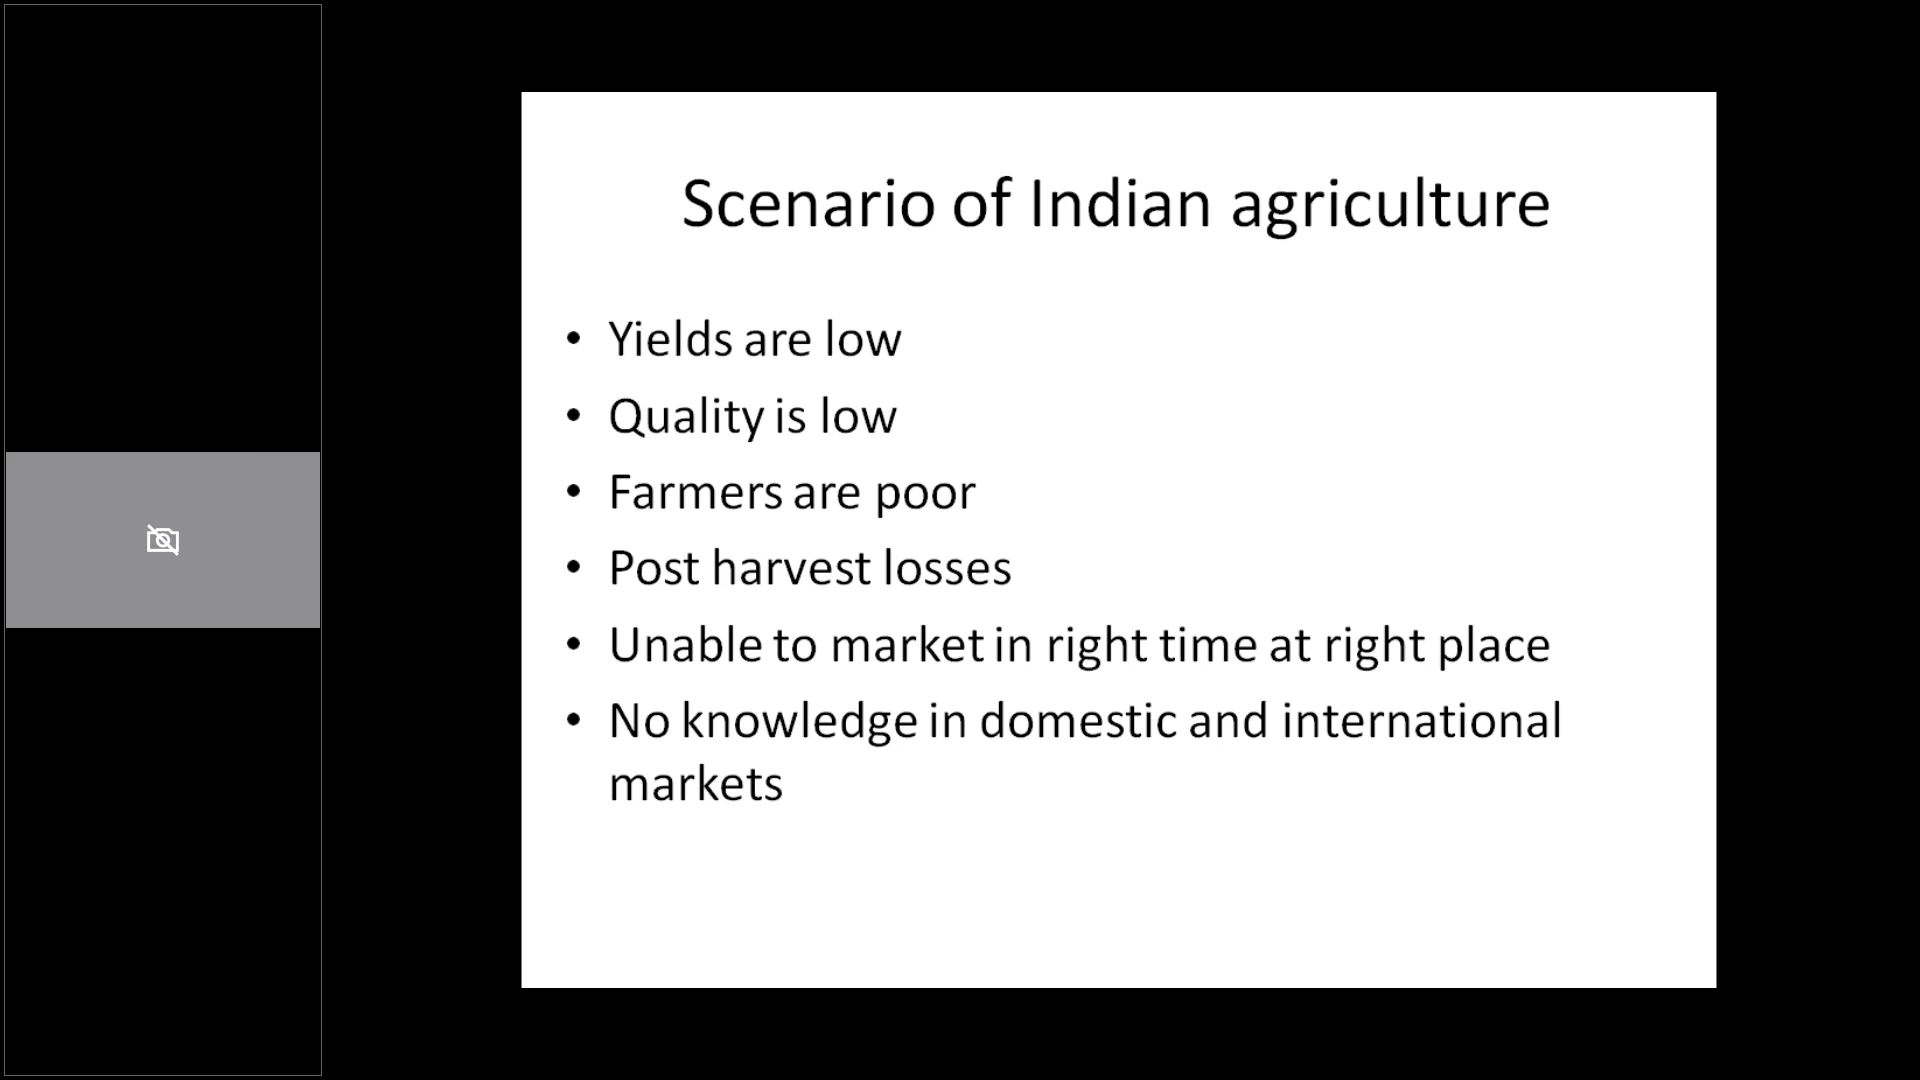 Scenario of Indian agriculture
• Yields are low
• Quality is low
• Farmers are poor
• Post harvest losses
• Unable to market in right time at right place
• No knowledge in domestic and international
markets